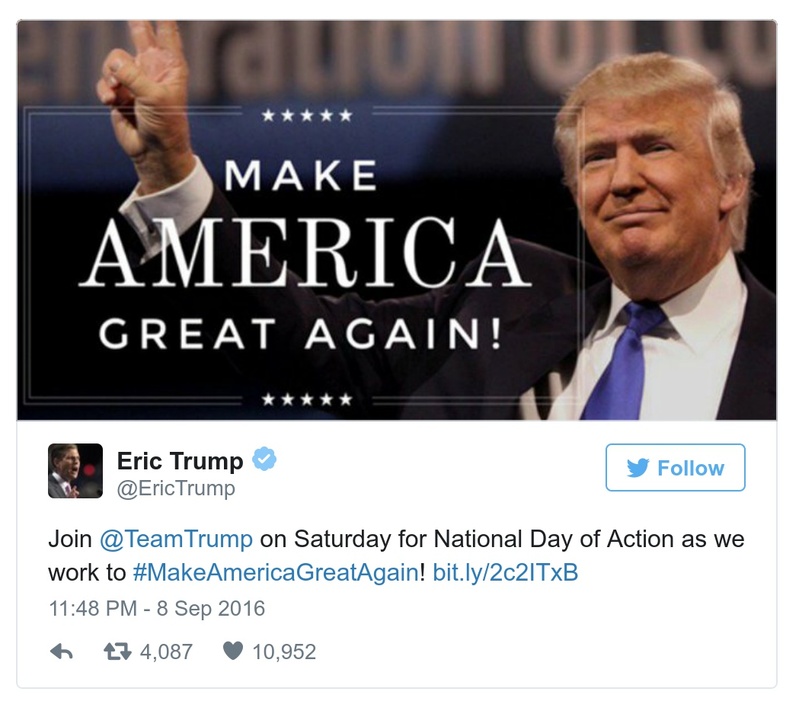 ★★★★★
MAKE
AMERICA
GREAT AGAIN!
★★★★★
Eric Trump
@EricTrump
Follow
Join @TeamTrump on Saturday for National Day of Action as we
work to #MakeAmericaGreatAgain! bit.ly/2c2ITxB
11:48 PM - 8 Sep 2016
4,087 10,952